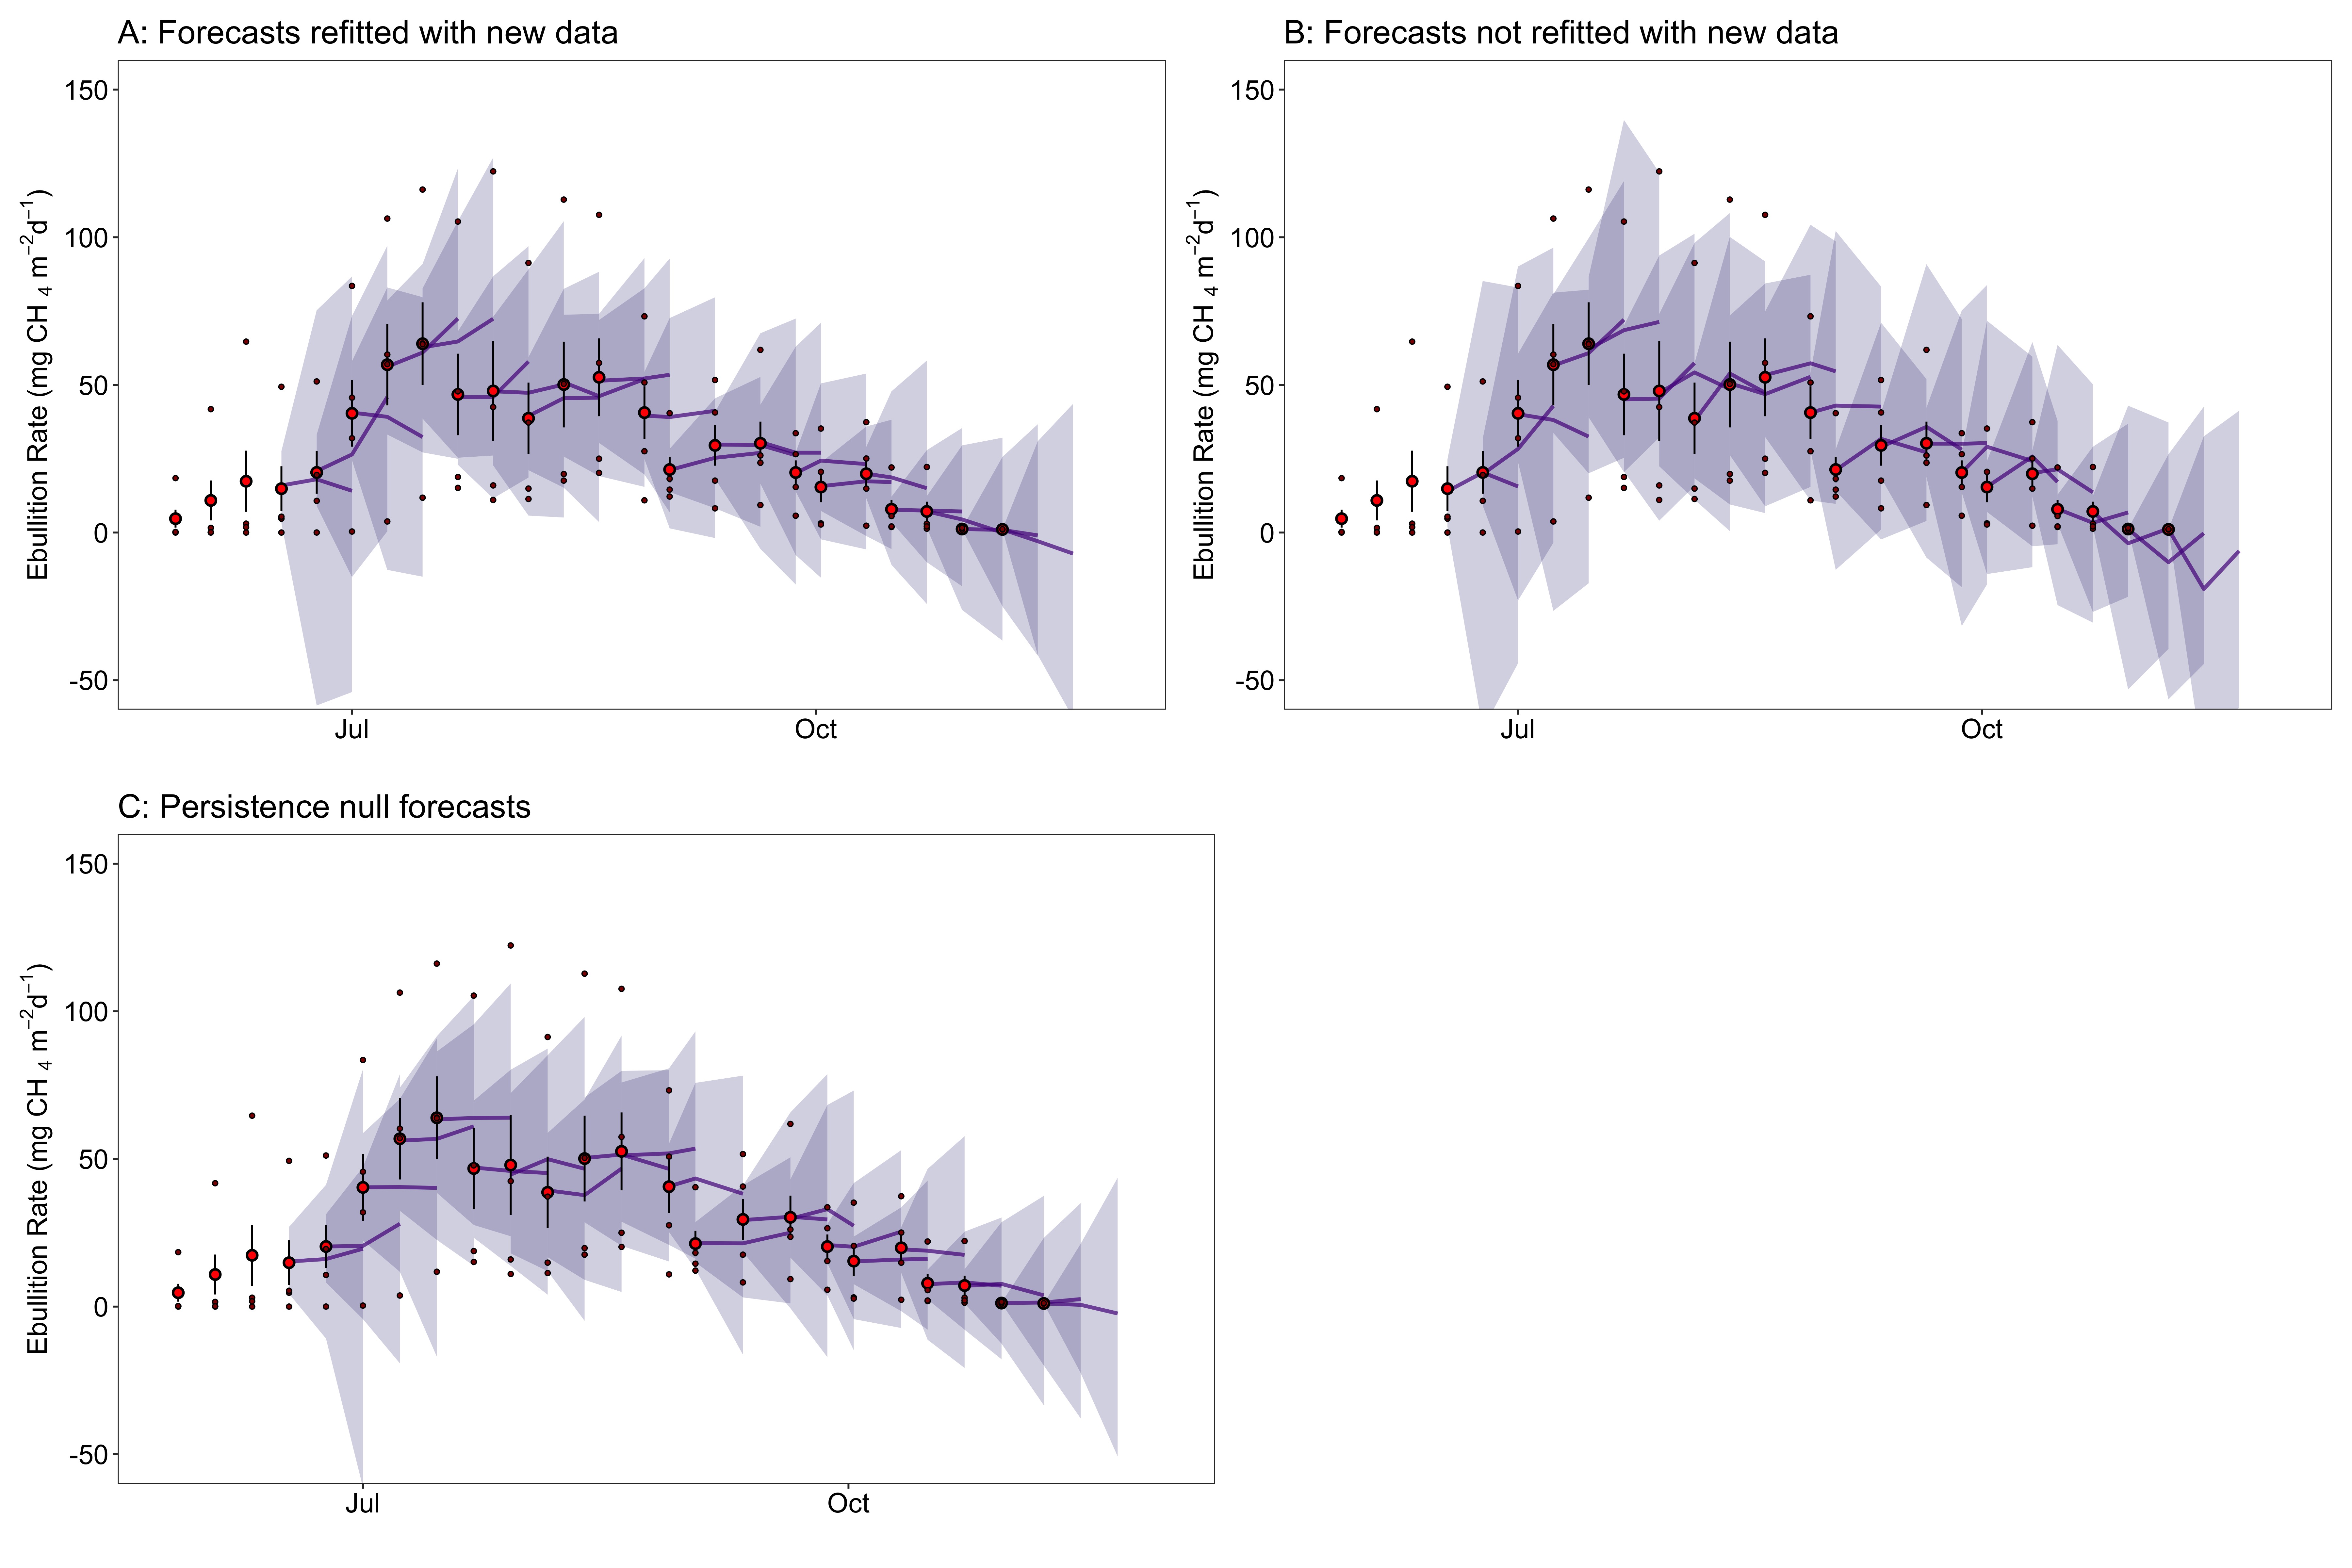 A: Forecasts refitted with new data
B: Forecasts not refitted with new data
Ebullition Rate (mg CH 4 m−2d−1)
150
100
50
0
-50
Jul
Oct
Ebullition Rate (mg CH 4 m−2d−1)
150
100
50
0
-50
Jul
Oct
C: Persistence null forecasts
Ebullition Rate (mg CH 4 m−2d−1)
150
100
50
0
-50
Jul
Oct